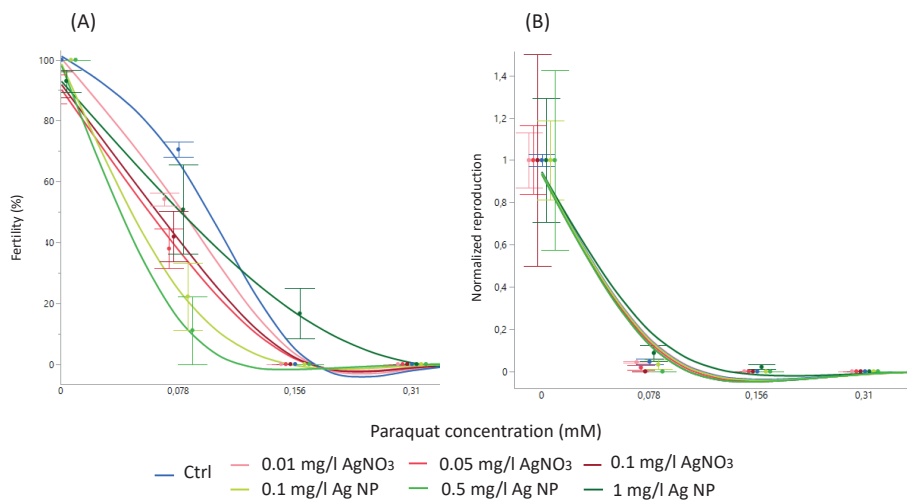 (A)
(B)
Fertility (%)
100
80
60
40
20
0
0
0,078
0,156
0,31
Normalized reproduction
1,4
1,2
1
0,8
0,6
0,4
0,2
0
0
0,078
0,156
0,31
Paraquat concentration (mM)
Ctrl
0.01 mg/l AgNO₃
0.05 mg/l AgNO₃
0.1 mg/l AgNO₃
0.1 mg/l Ag NP
0.5 mg/l Ag NP
1 mg/l Ag NP